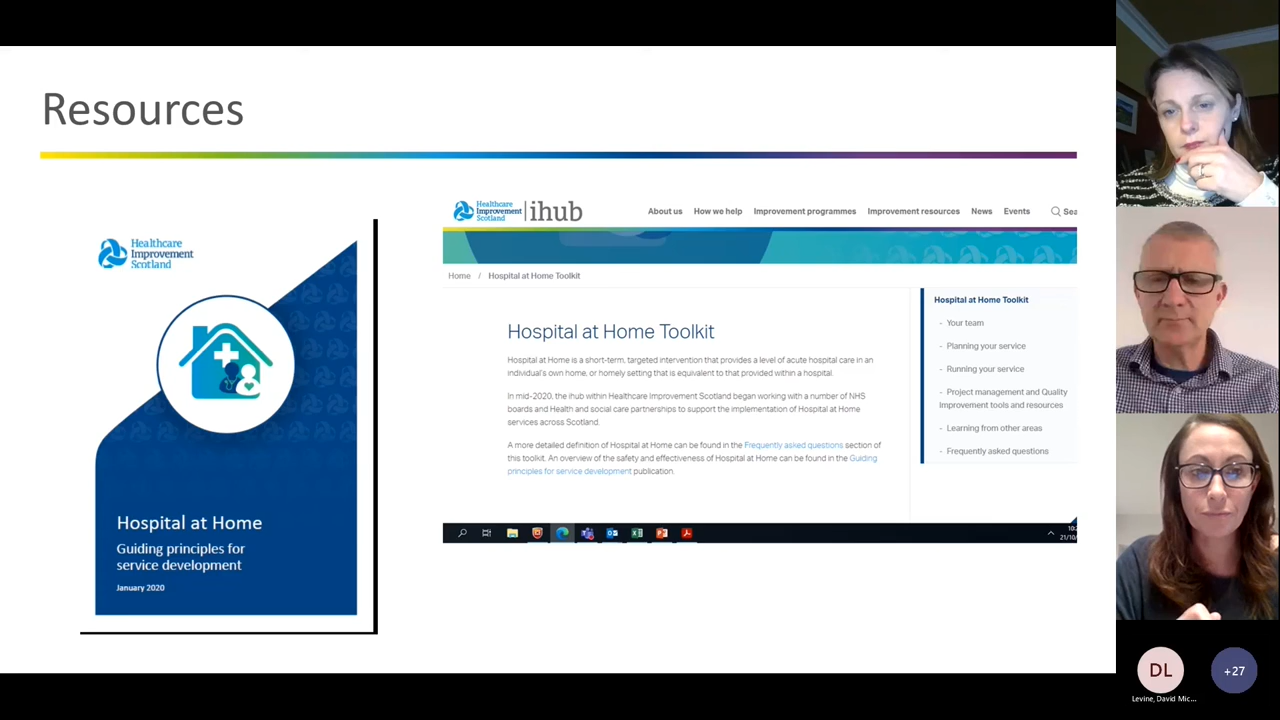 Resources
Healthcare
Improvement
Scotland
Hospital at Home
Guiding principles for
service development
January 2020
Healthcare
Improvement
Scotland
ihub
About us How we help Improvement programmes Improvement resources News Events Sea
Home / Hospital at Home Toolkit
Hospital at Home Toolkit
Hospital at Home is a short-term, targeted intervention that provides a level of acute hospital care in an
individual's own home, or homely setting that is equivalent to that provided within a hospital.
In mid-2020, the ihub within Healthcare Improvement Scotland began working with a number of NHS
boards and Health and social care partnerships to support the implementation of Hospital at Home
services across Scotland.
A more detailed definition of Hospital at Home can be found in the Frequently asked questions section of
this toolkit. An overview of the safety and effectiveness of Hospital at Home can be found in the Guiding
principles for service development publication.
Hospital at Home Toolkit
- Your team
- Planning your service
- Running your service
- Project management and Quality
Improvement tools and resources
- Learning from other areas
- Frequently asked questions
10:2
21/10/
DL
+27
Levine, David Mic...